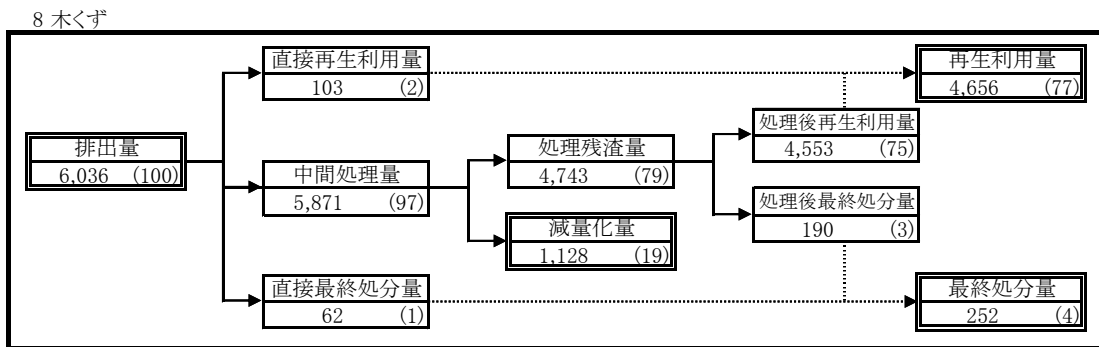 8 木くず
直接再生利用量
103 (2)
再生利用量
4,656 (77)
排出量
6,036 (100)
処理残渣量
4,743 (79)
処理後再生利用量
4,553 (75)
中間処理量
5,871 (97)
処理後最終処分量
190 (3)
減量化量
1,128 (19)
直接最終処分量
62 (1)
最終処分量
252 (4)